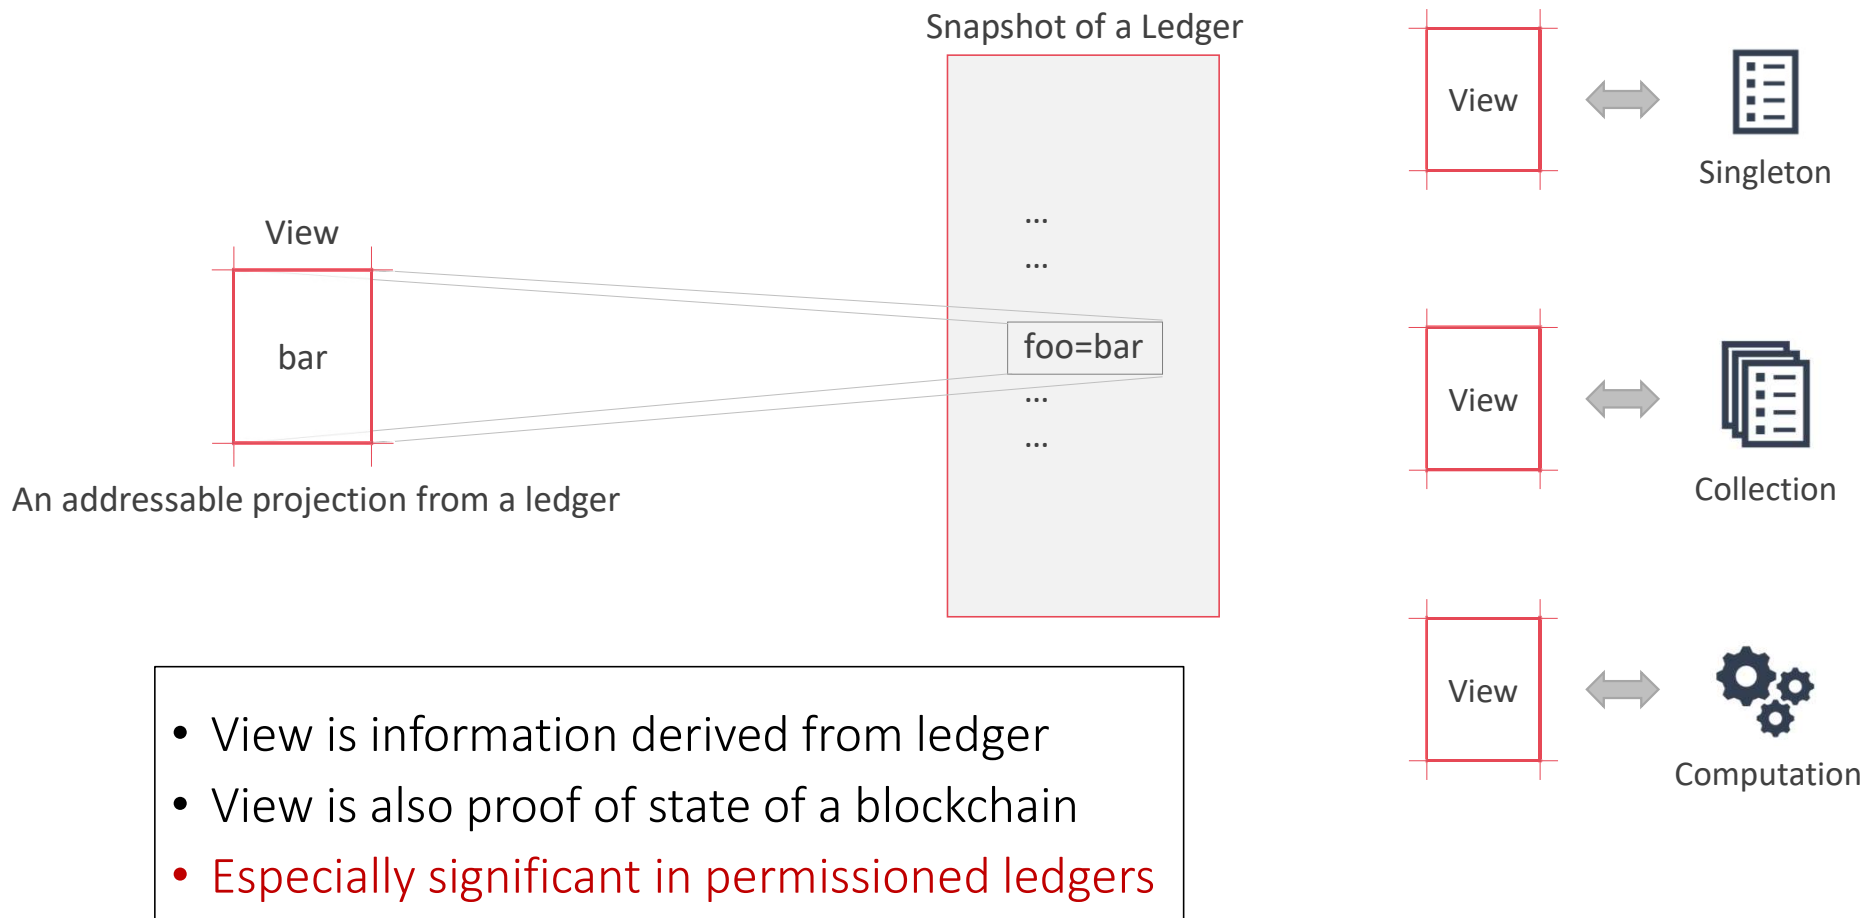 Snapshot of a Ledger
...
...
foo=bar
...
...
View
bar
An addressable projection from a ledger
View
Singleton
View
Collection
View
Computation
• View is information derived from ledger
• View is also proof of state of a blockchain
• Especially significant in permissioned ledgers